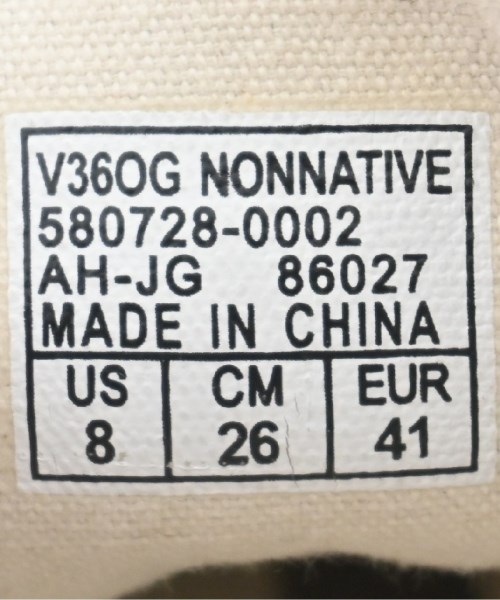 V36OG NONNATIVE
580728-0002
AH-JG 86027
MADE IN CHINA
US CM EUR
8 26 41